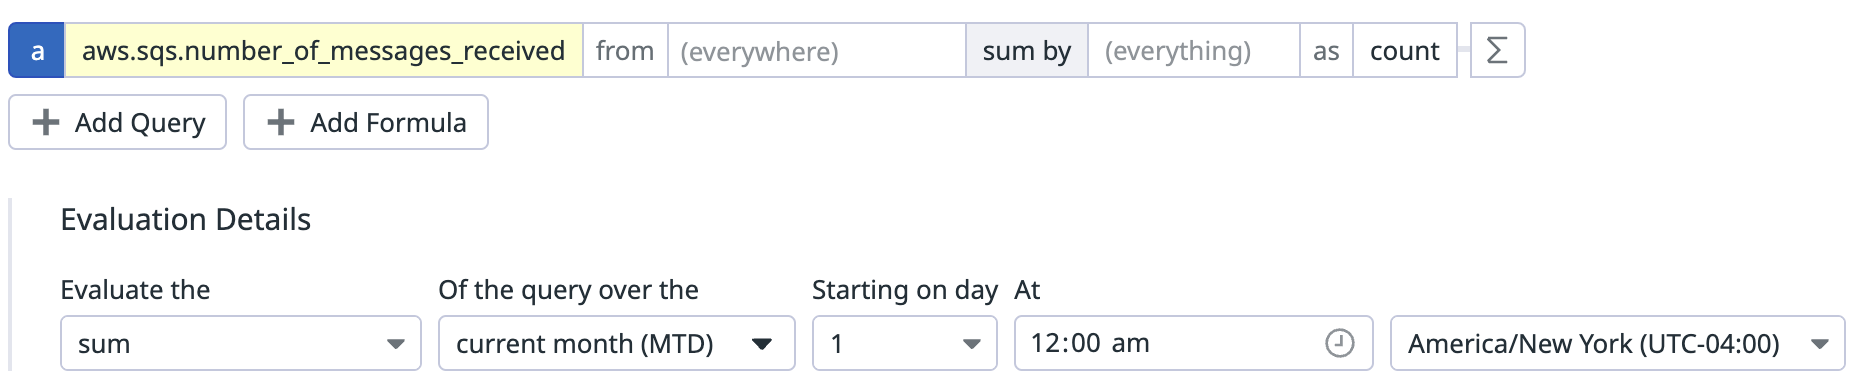 a aws.sqs.number_of_messages_received from (everywhere) sum by (everything) as count Σ
Add Query Add Formula
Evaluation Details
Evaluate the Of the query over the Starting on day At
sum current month (MTD) 1 12:00 am America/New York (UTC-04:00)